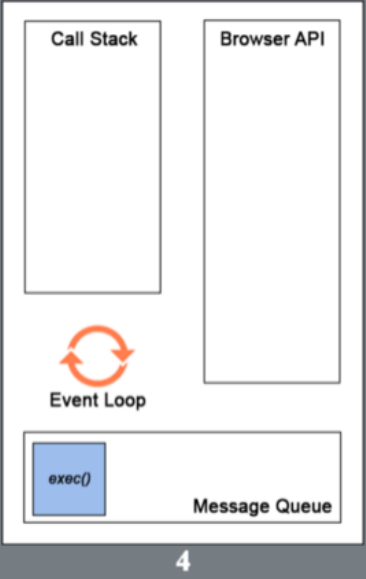 Call Stack
Browser API
Event Loop
exec()
Message Queue
4